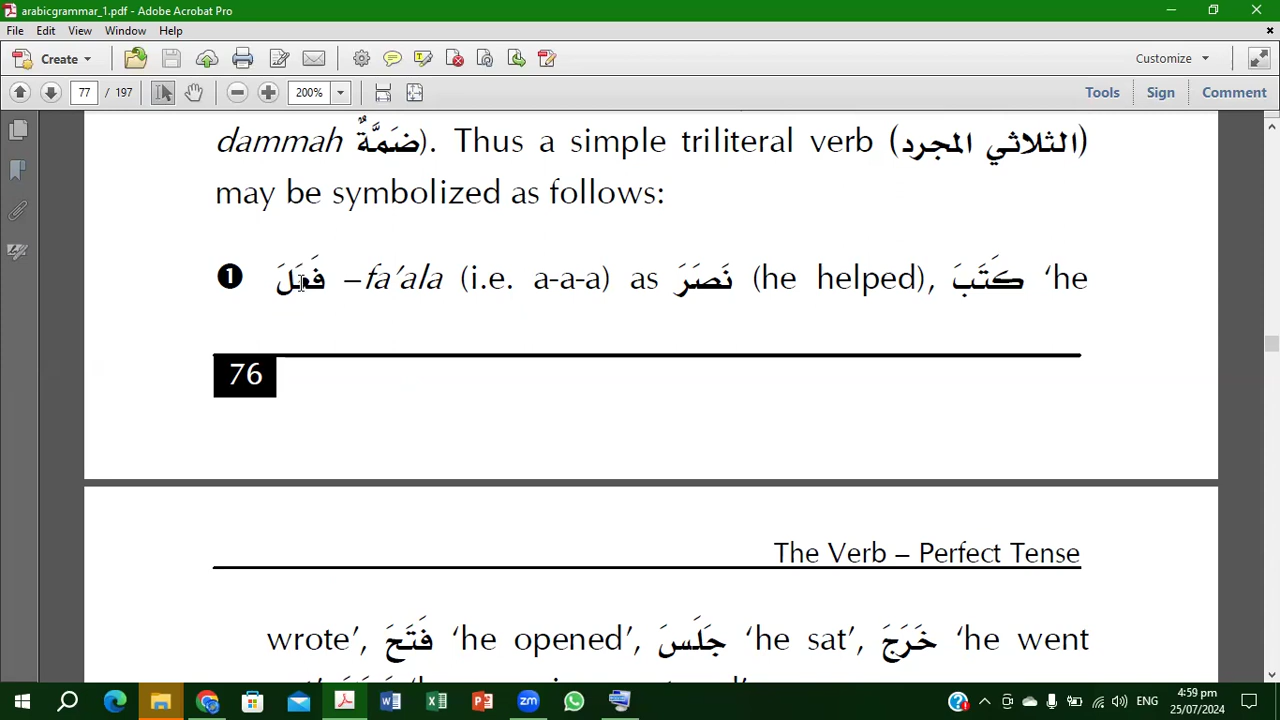 arabicgrammar_1.pdf - Adobe Acrobat Pro
File Edit View Window Help
Create Customize
77 / 197 200% Tools Sign Comment
dammah ضَمَّةٌ). Thus a simple triliteral verb (الثلاثي المجرد)
may be symbolized as follows:
❶ فَعَلَ –fa'ala (i.e. a-a-a) as نَصَرَ (he helped), كَتَبَ 'he
76
The Verb – Perfect Tense
wrote', فَتَحَ 'he opened', جَلَسَ 'he sat', خَرَجَ 'he went
ENG 4:59 pm
25/07/2024